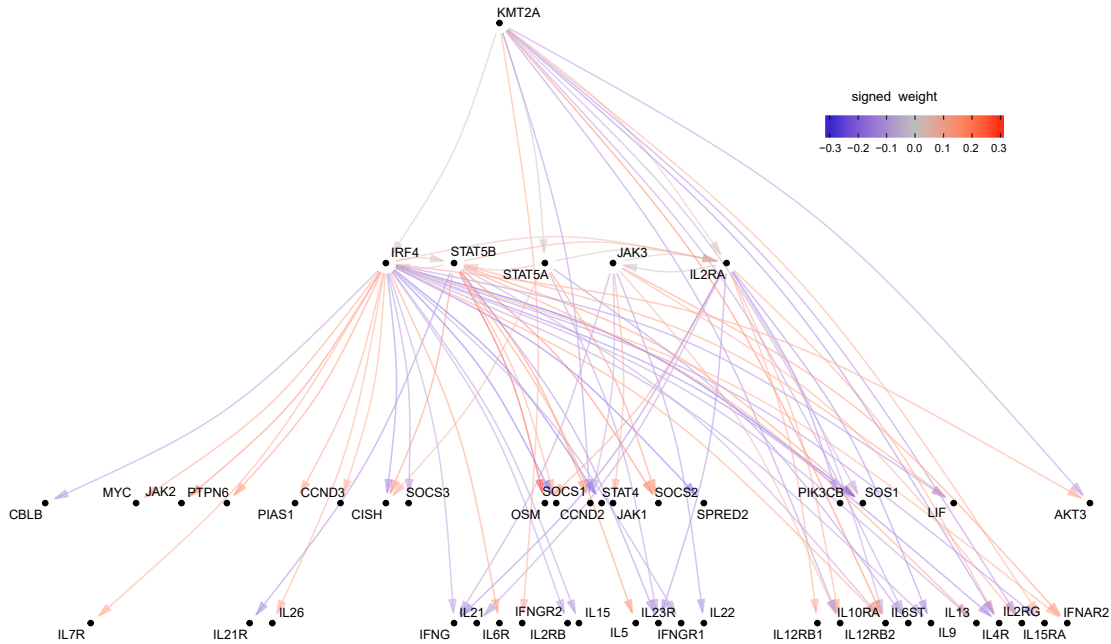 KMT2A
signed weight
−0.3 −0.2 −0.1 0.0 0.1 0.2 0.3
IRF4 STAT5B JAK3
STAT5A IL2RA
MYC JAK2 PTPN6 CCND3 SOCS3 SOCS1 STAT4 SOCS2 PIK3CB SOS1
CBLB PIAS1 CISH OSM CCND2 JAK1 SPRED2 LIF AKT3
IL26 IL21 IFNGR2 IL15 IL23R IL22 IL10RA IL6ST IL13 IL2RG IFNAR2
IL7R IL21R IFNG IL6R IL2RB IL5 IFNGR1 IL12RB1 IL12RB2 IL9 IL4R IL15RA